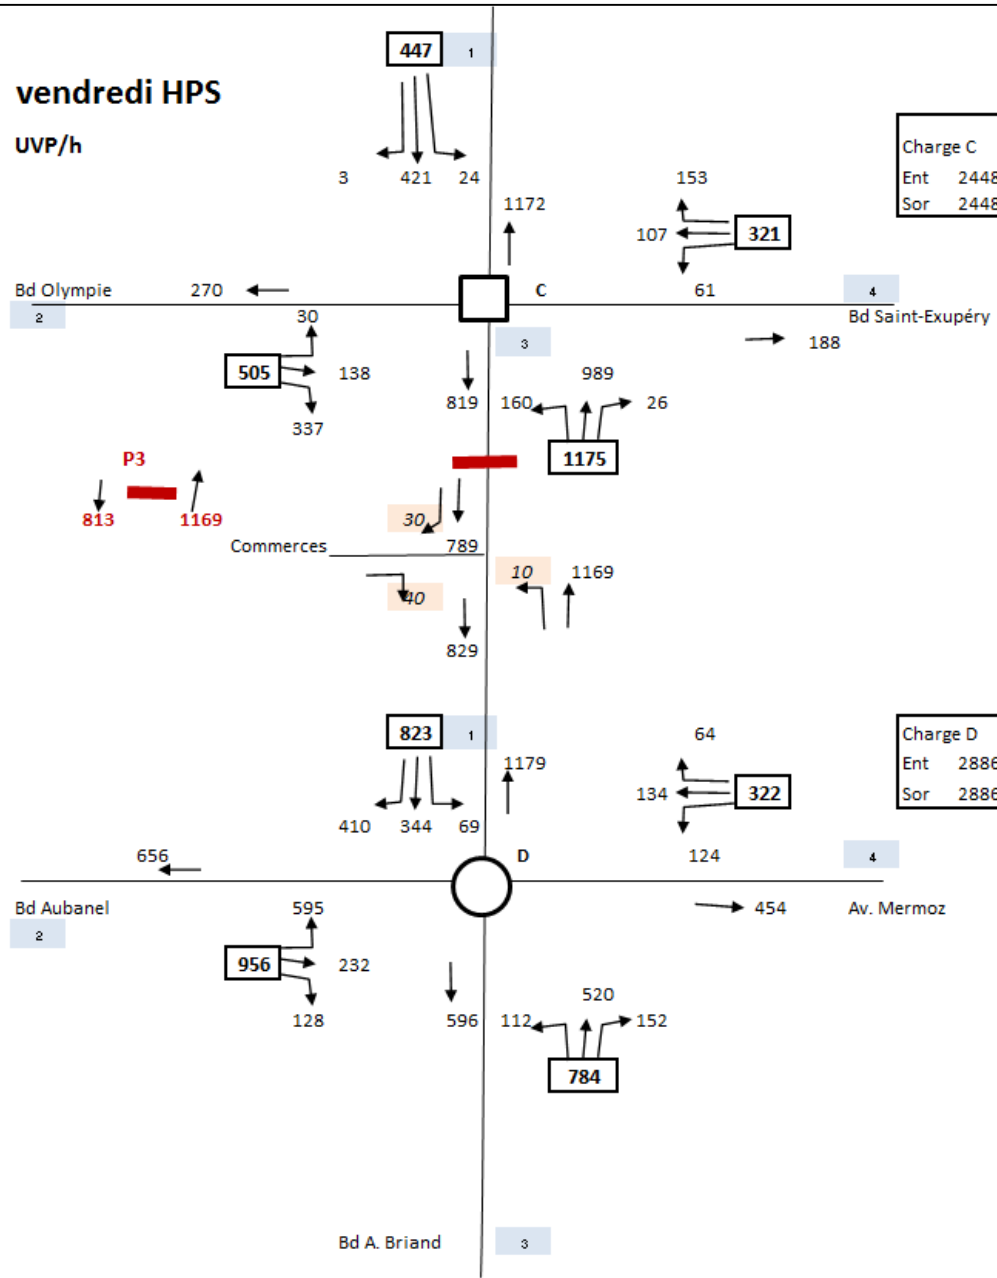 447 1
vendredi HPS
UVP/h
Charge C
Ent 2448
Sor 2448
3 421 24
153
1172
107 321
Bd Olympie 270 C 61 4
2 30 Bd Saint-Exupéry
3 188
505 138 989
819 160 26
337
P3 1175
813 1169 30
Commerces 789
10 1169
40
829
823 1 64
Charge D
1179 Ent 2886
134 322 Sor 2886
410 344 69
656 D 124 4
Bd Aubanel 595 454 Av. Mermoz
2
956 232
520
128 596 112 152
784
Bd A. Briand 3